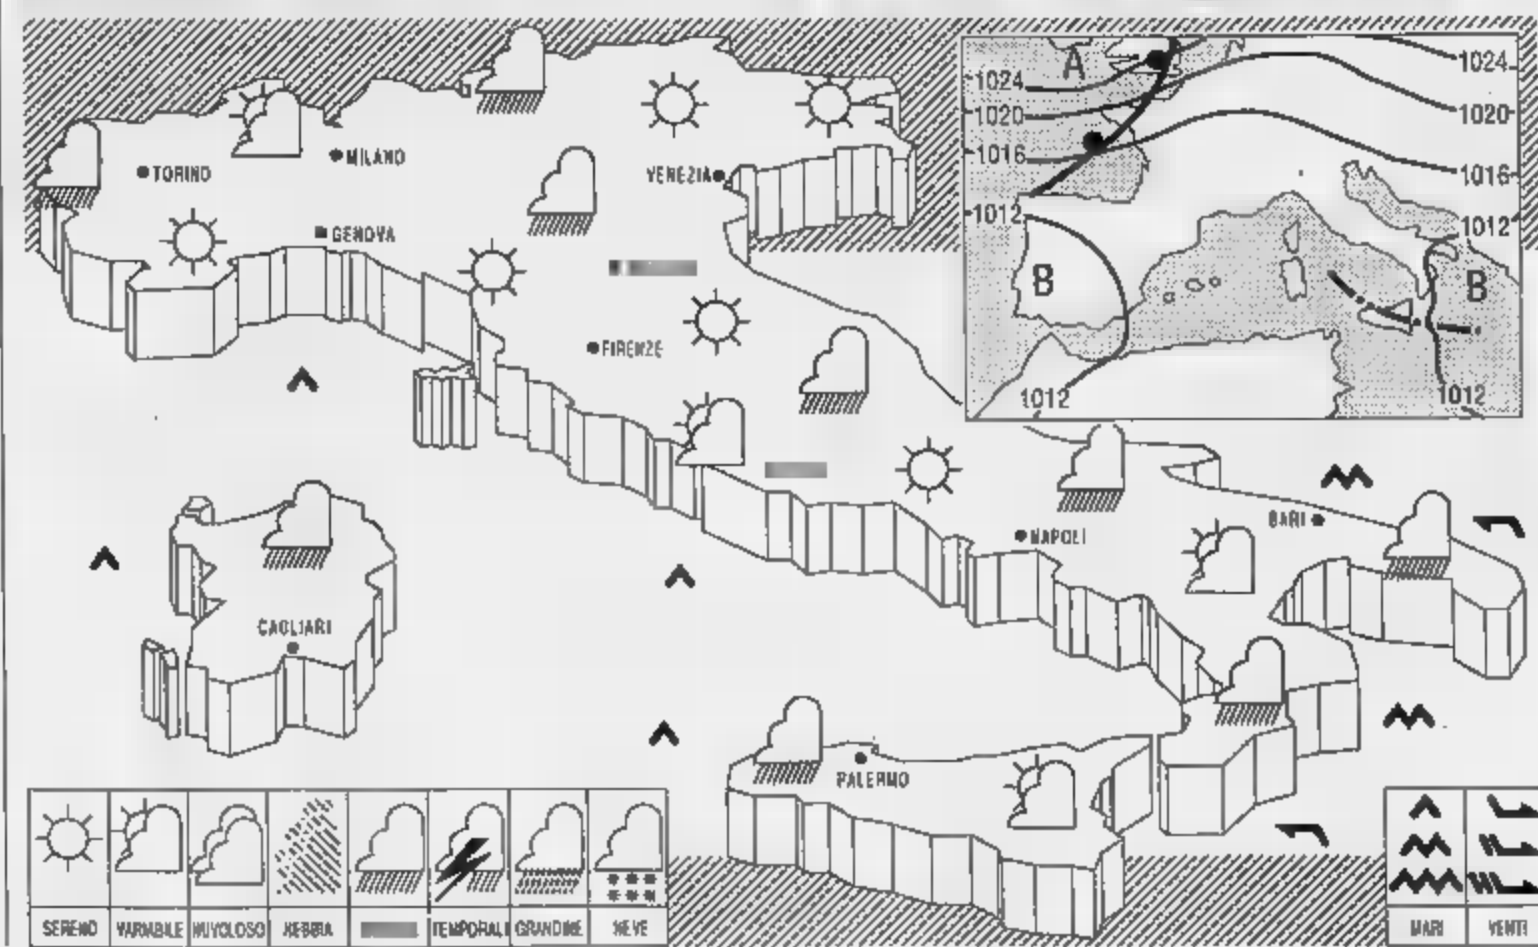 A
1024
1024
1020
1020
1016
1016
1012
1012
B
B
1012
1012
MILANO
TORINO
VENEZIA
GENOVA
FIRENZE
BARI
NAPOLI
CAGLIARI
PALERMO
SERENO VARIABILE NUVOLOSO NEBBIA TEMPORALI GRANDINE NEVE
MARI VENTI